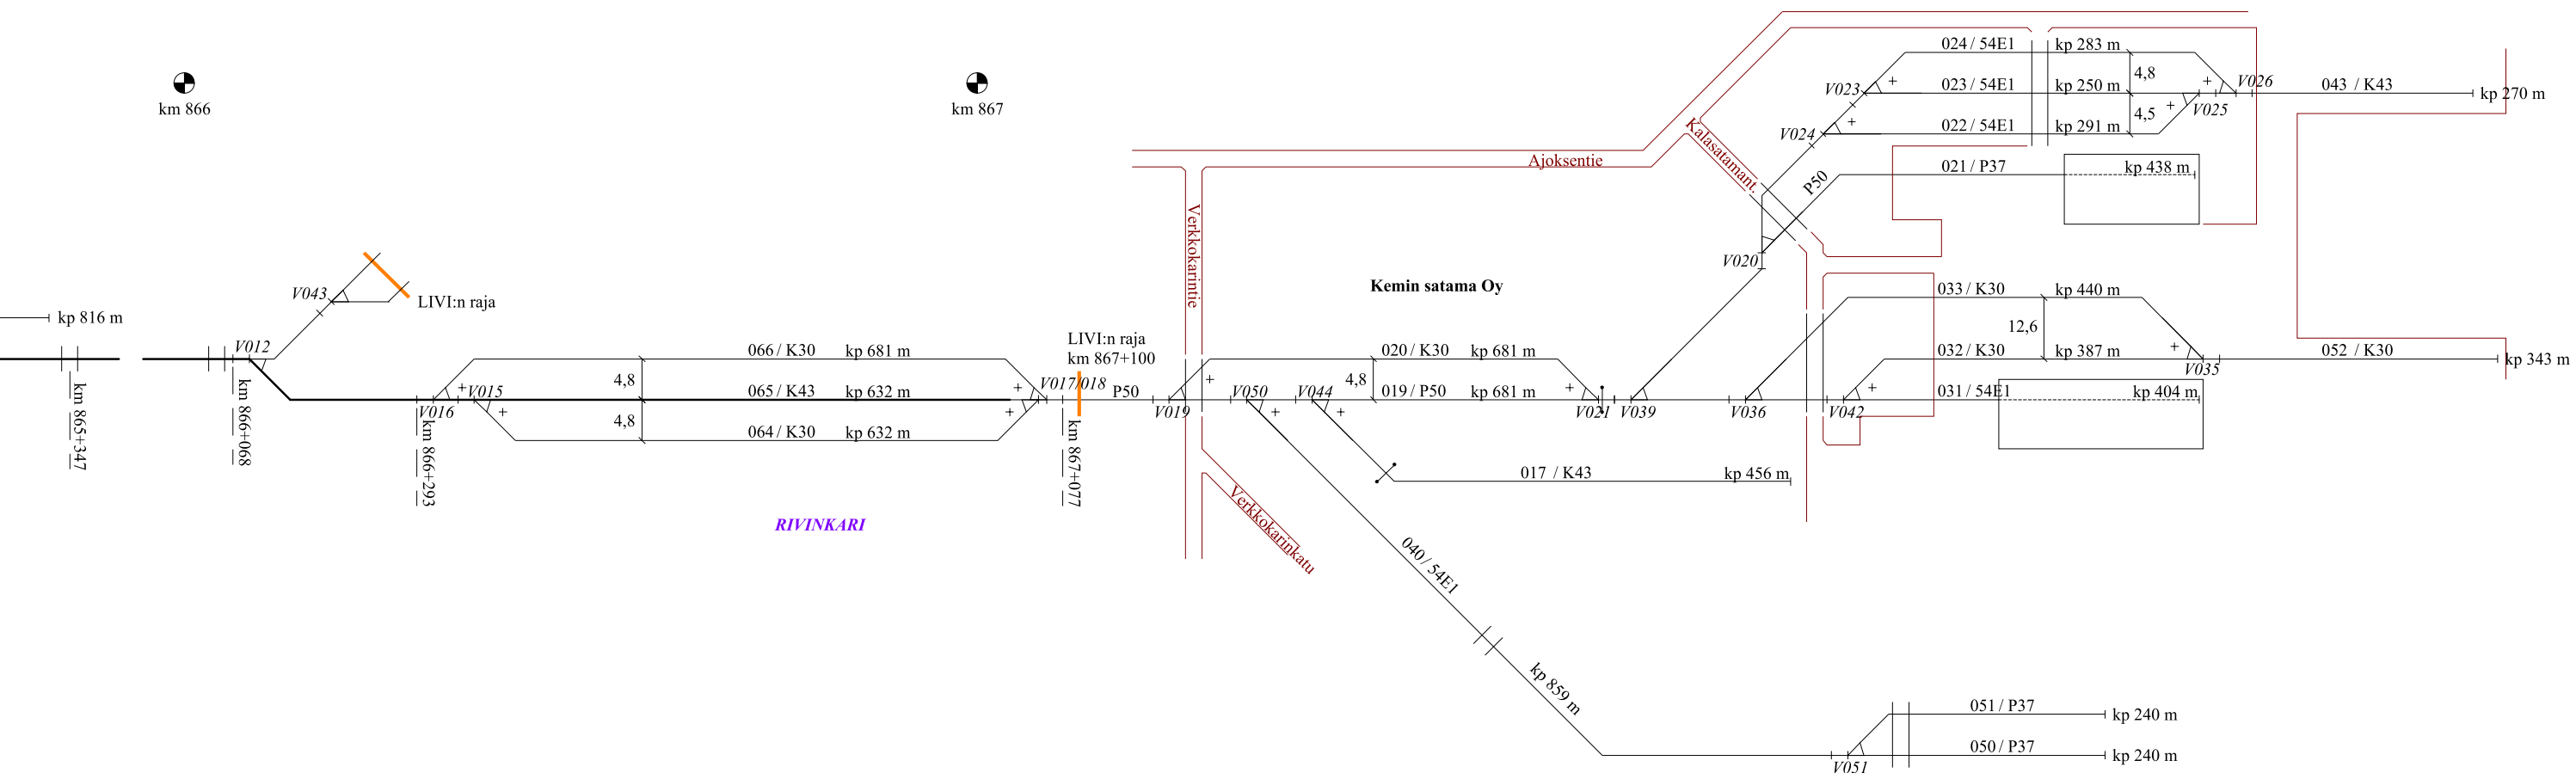 km 866
km 867
kp 816 m
V012
V043
LIVI:n raja
km 865+347
km 866+068
km 866+293
V016
+
V015
+
066 / K30 kp 681 m
4,8
065 / K43 kp 632 m
4,8
064 / K30 kp 632 m
RIVINKARI
+
+
V017/018
LIVI:n raja
km 867+100
P50
km 867+077
Verkkokarintie
Verkkokarinkatu
Ajoksentie
Kalasatamant.
Kemin satama Oy
V019
+
V050
+
V044
+
020 / K30 kp 681 m
4,8
019 / P50 kp 681 m
+
V021
V039
017 / K43 kp 456 m
040 / 54E1
kp 859 m
V051
051 / P37 kp 240 m
050 / P37 kp 240 m
V020
P50
V024
+
V023
+
024 / 54E1 kp 283 m
4,8
023 / 54E1 kp 250 m
4,5
022 / 54E1 kp 291 m
021 / P37 kp 438 m
+
V025
+
V026
043 / K43 kp 270 m
V036
V042
+
033 / K30 kp 440 m
12,6
032 / K30 kp 387 m
031 / 54E1 kp 404 m
+
V035
052 / K30 kp 343 m